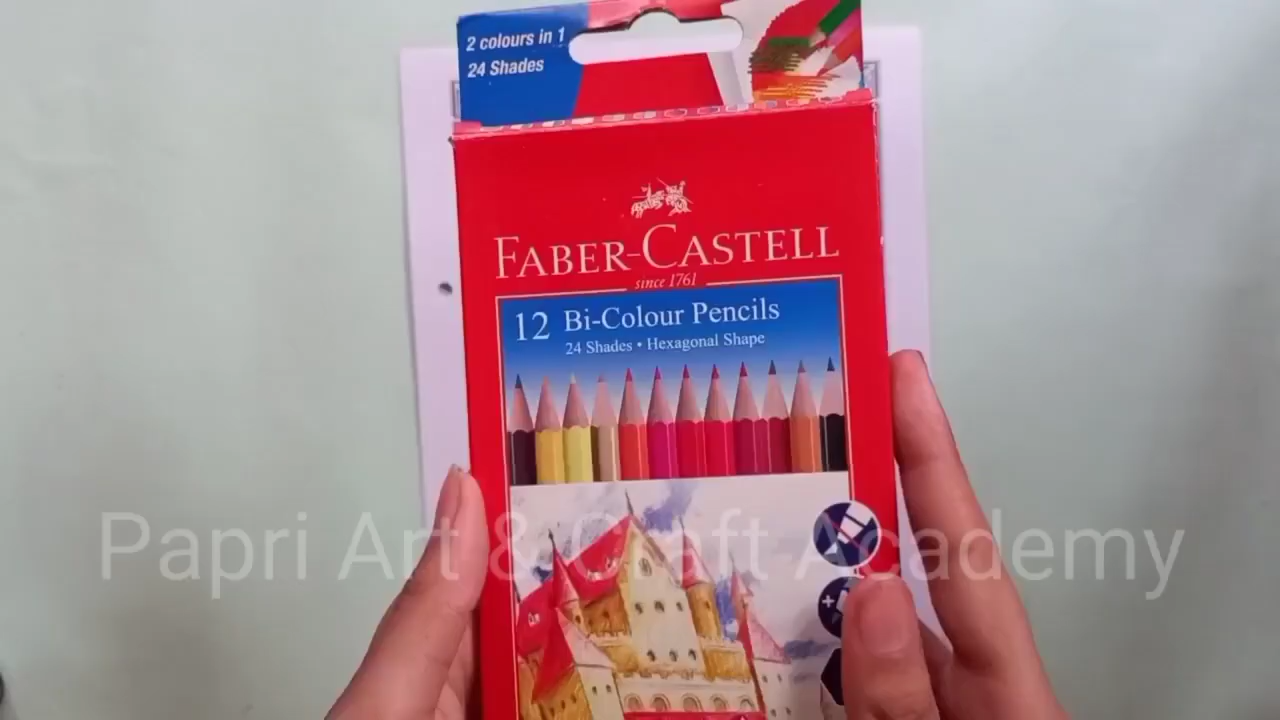 2 colours in 1
24 Shades
FABER-CASTELL
since 1761
12 Bi-Colour Pencils
24 Shades • Hexagonal Shape
Papri Art & Craft Academy